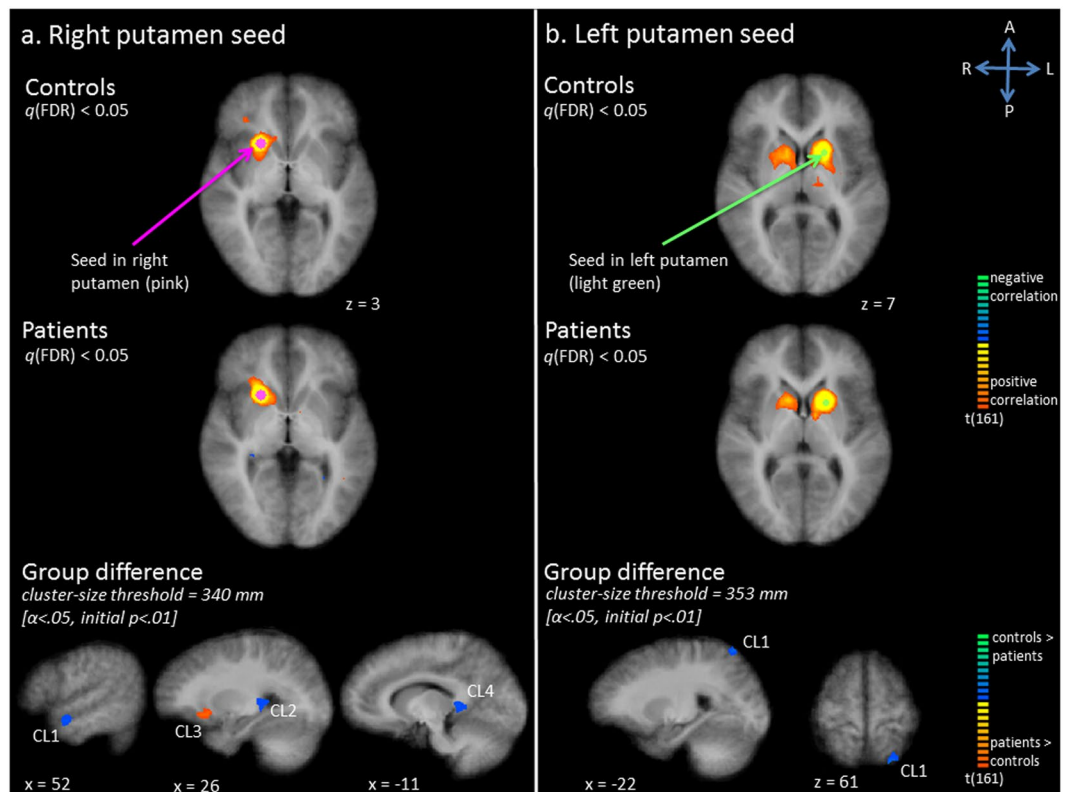 a. Right putamen seed
Controls
q(FDR) < 0.05
Seed in right
putamen (pink)
z = 3
Patients
q(FDR) < 0.05
Group difference
cluster-size threshold = 340 mm
[α<.05, initial p<.01]
CL1
CL3
CL2
CL4
x = 52
x = 26
x = -11
b. Left putamen seed
A
R
L
P
Controls
q(FDR) < 0.05
Seed in left putamen
(light green)
z = 7
negative
correlation
positive
correlation
t(161)
Patients
q(FDR) < 0.05
Group difference
cluster-size threshold = 353 mm
[α<.05, initial p<.01]
CL1
CL1
x = -22
z = 61
controls >
patients
patients >
controls
t(161)